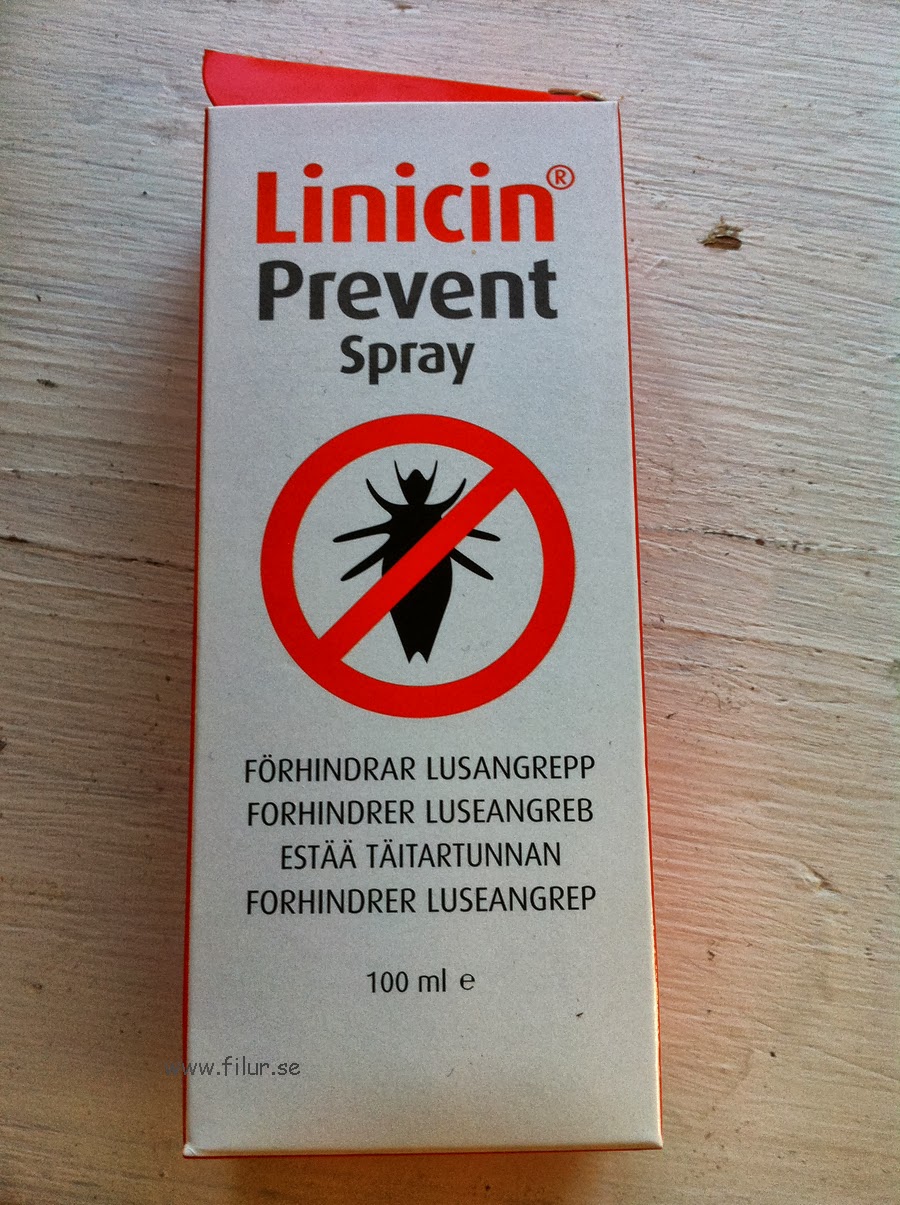 Linicin®
Prevent
Spray
FÖRHINDRAR LUSANGREPP
FORHINDRER LUSEANGREB
ESTÄÄ TÄITARTUNNAN
FORHINDRER LUSEANGREP
100 ml e
www.filur.se